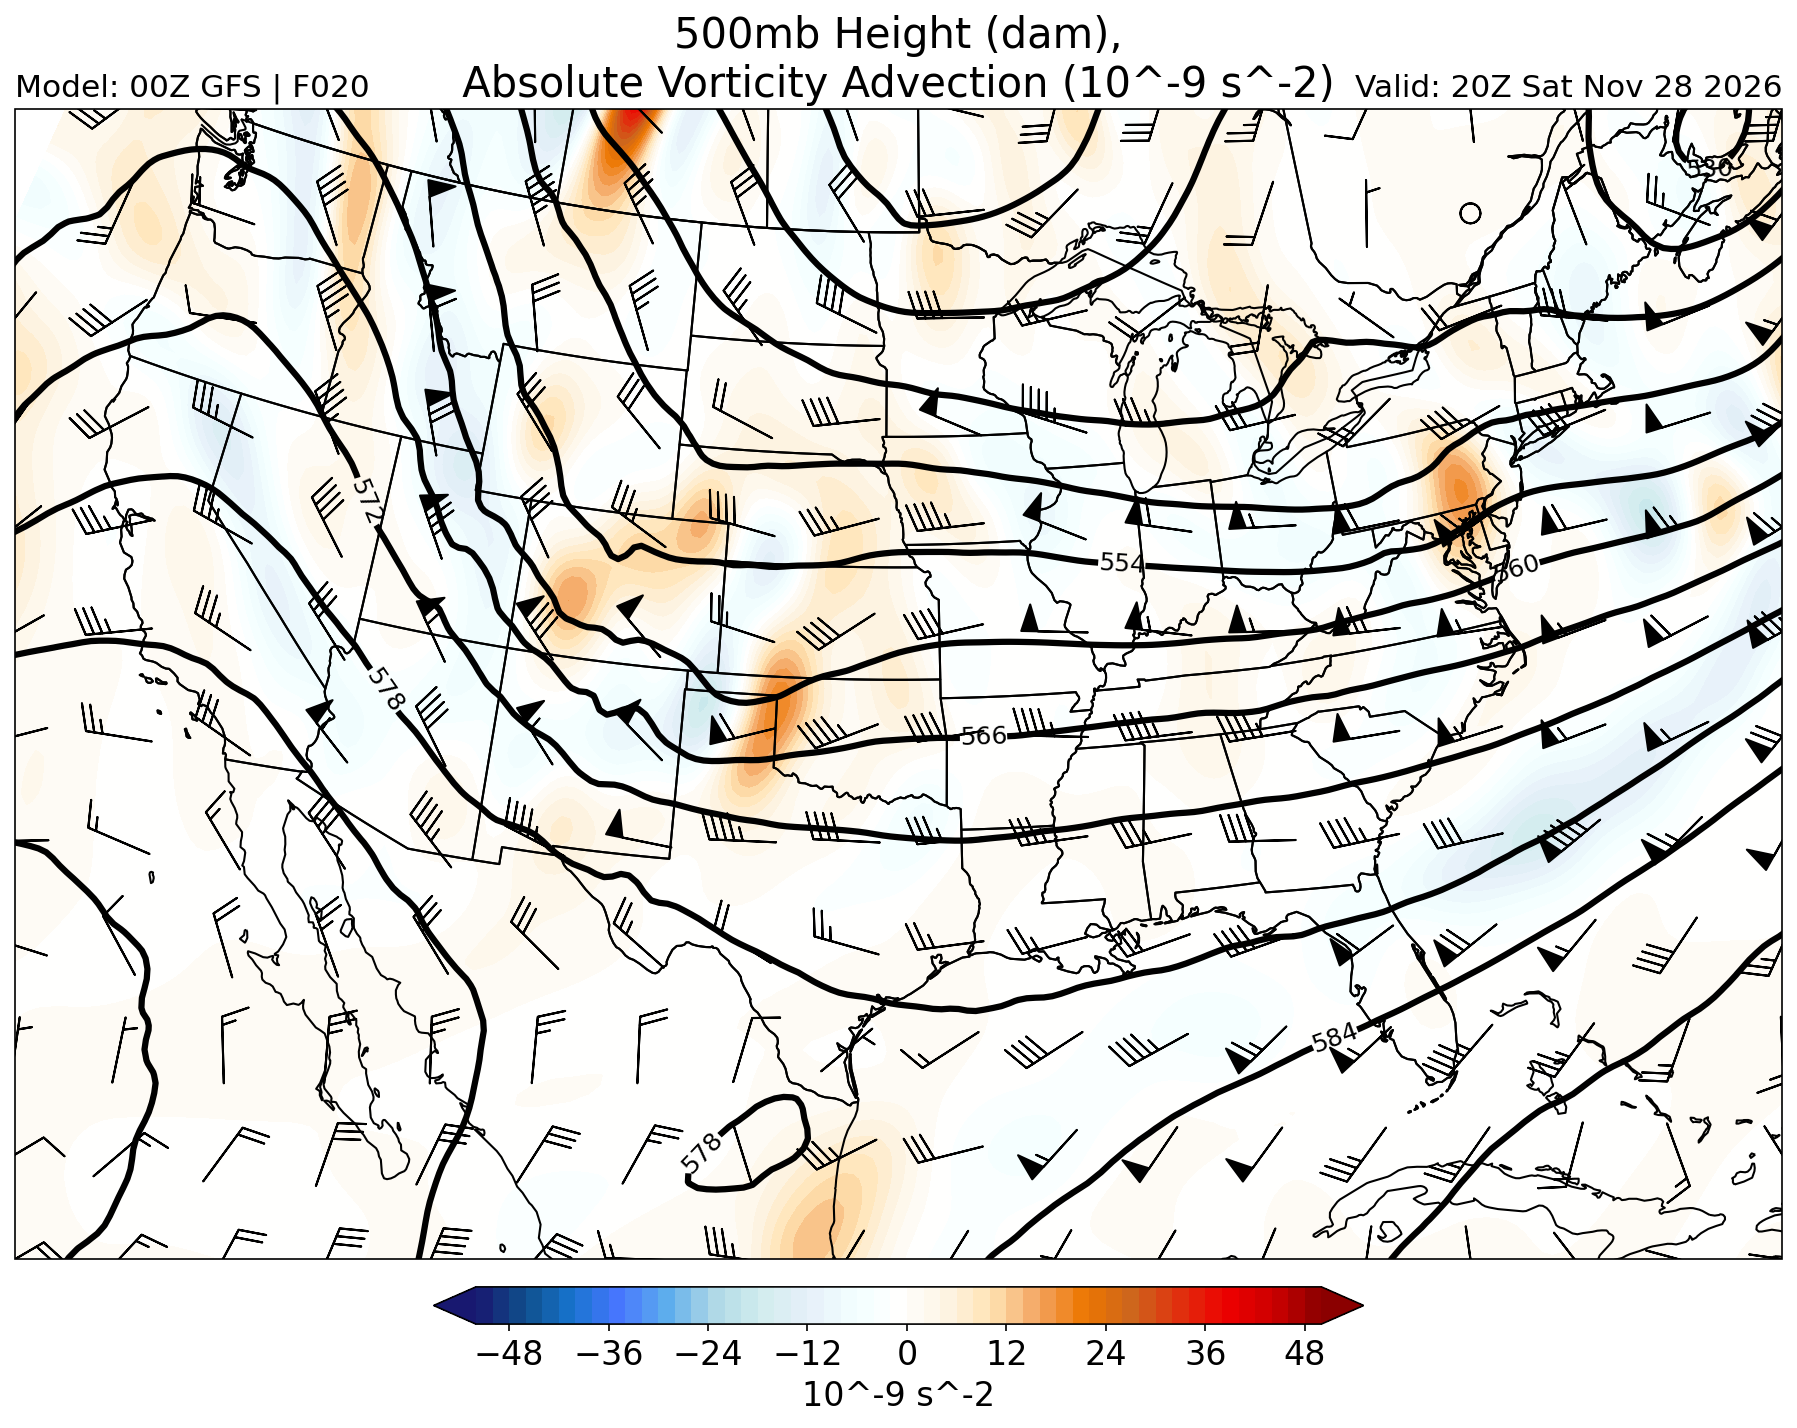 500mb Height (dam),
Model: 00Z GFS | F020
Absolute Vorticity Advection (10^-9 s^-2)
Valid: 20Z Sat Nov 28 2026
572
554
560
578
566
584
578
−48 −36 −24 −12 0 12 24 36 48
10^-9 s^-2